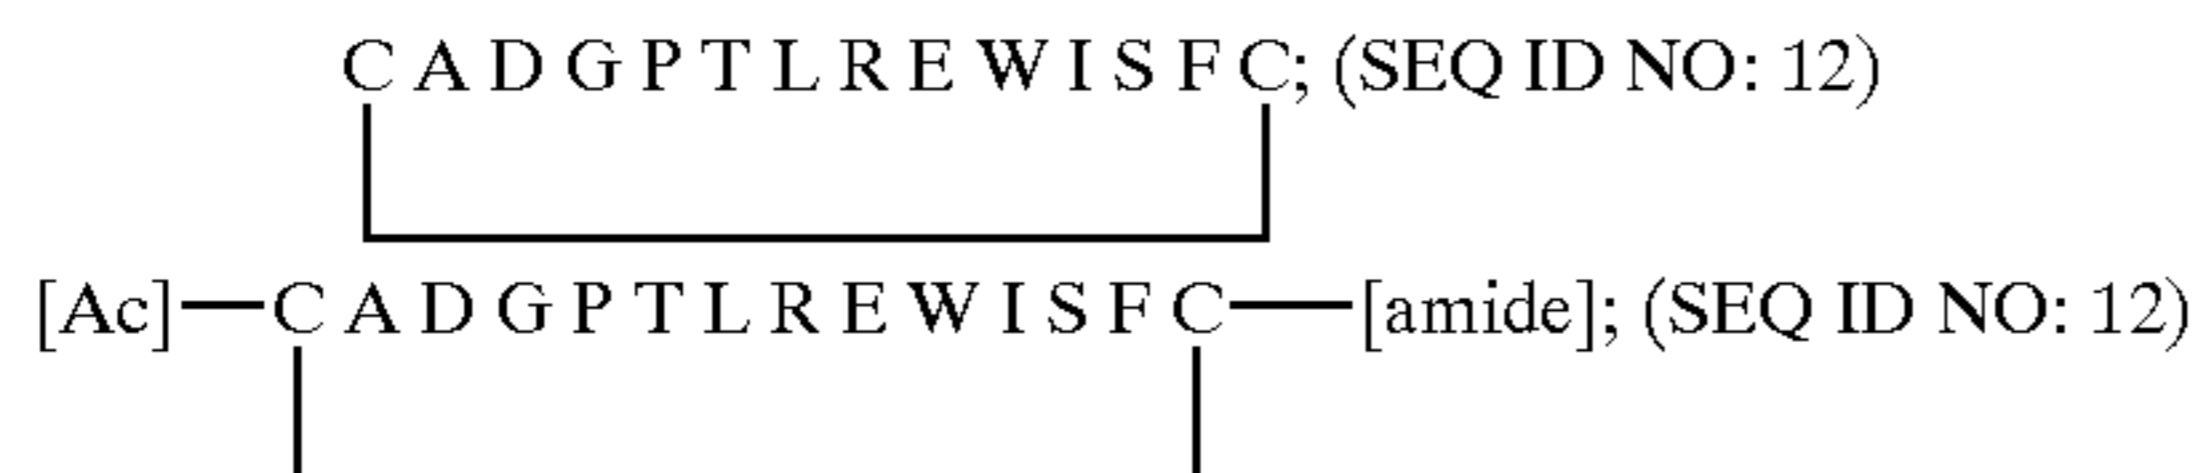 C A D G P T L R E W I S F C; (SEQ ID NO: 12)
[Ac]—C A D G P T L R E W I S F C—[amide]; (SEQ ID NO: 12)